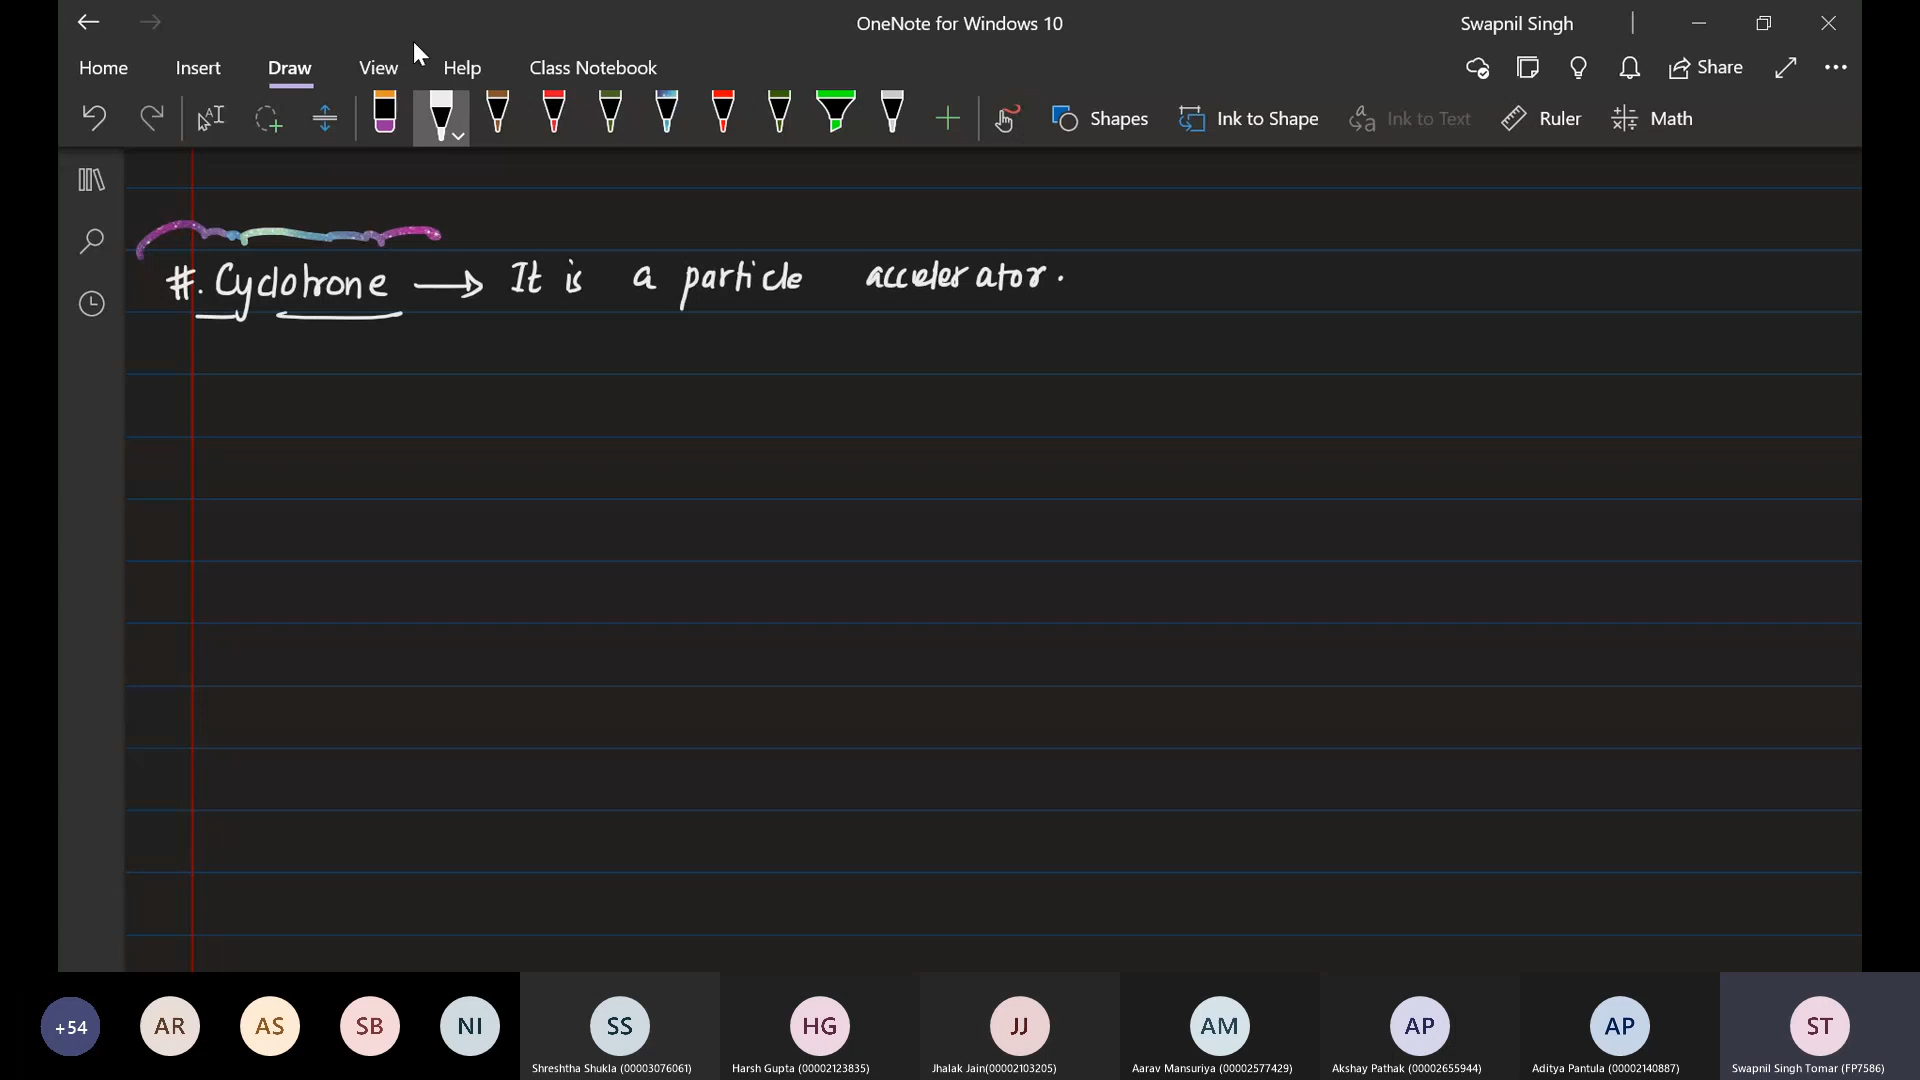 OneNote for Windows 10
Swapnil Singh
Home Insert Draw View Help Class Notebook
Share
Shapes Ink to Shape Ink to Text Ruler Math
#. Cyclotrone → It is a particle accelerator.
+54 AR AS SB NI SS HG JJ AM AP AP ST
Shreshtha Shukla (00003076061) Harsh Gupta (00002123835) Jhalak Jain(00002103205) Aarav Mansuriya (00002577429) Akshay Pathak (00002655944) Aditya Pantula (00002140887) Swapnil Singh Tomar (FP7586)